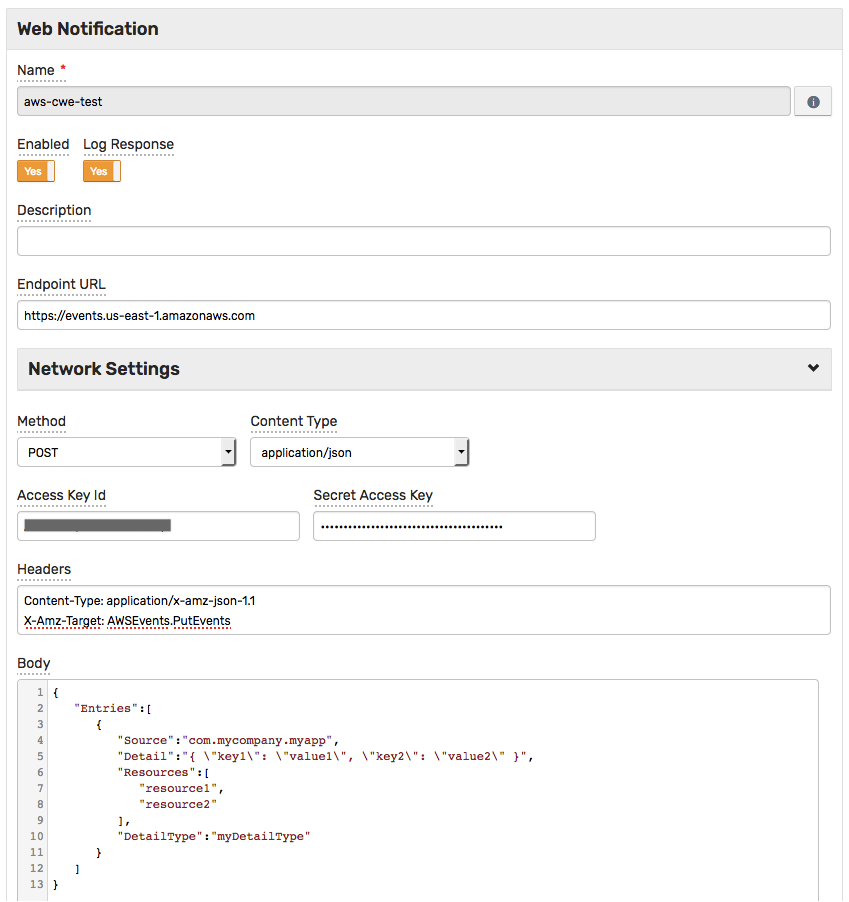 Web Notification
Name *
aws-cwe-test
Enabled Log Response
Yes Yes
Description
Endpoint URL
https://events.us-east-1.amazonaws.com
Network Settings
Method Content Type
POST application/json
Access Key Id Secret Access Key
••••••••••••••••••••••••••••••••••••••••
Headers
Content-Type: application/x-amz-json-1.1
X-Amz-Target: AWSEvents.PutEvents
Body
1 {
2 "Entries":[
3 {
4 "Source":"com.mycompany.myapp",
5 "Detail":"{ \"key1\": \"value1\", \"key2\": \"value2\" }",
6 "Resources":[
7 "resource1",
8 "resource2"
9 ],
10 "DetailType":"myDetailType"
11 }
12 ]
13 }